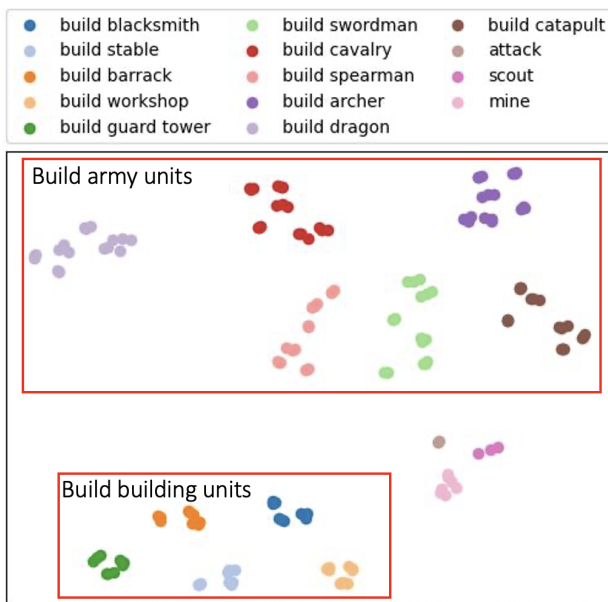 build blacksmith
build stable
build barrack
build workshop
build guard tower
build swordman
build cavalry
build spearman
build archer
build dragon
build catapult
attack
scout
mine
Build army units
Build building units